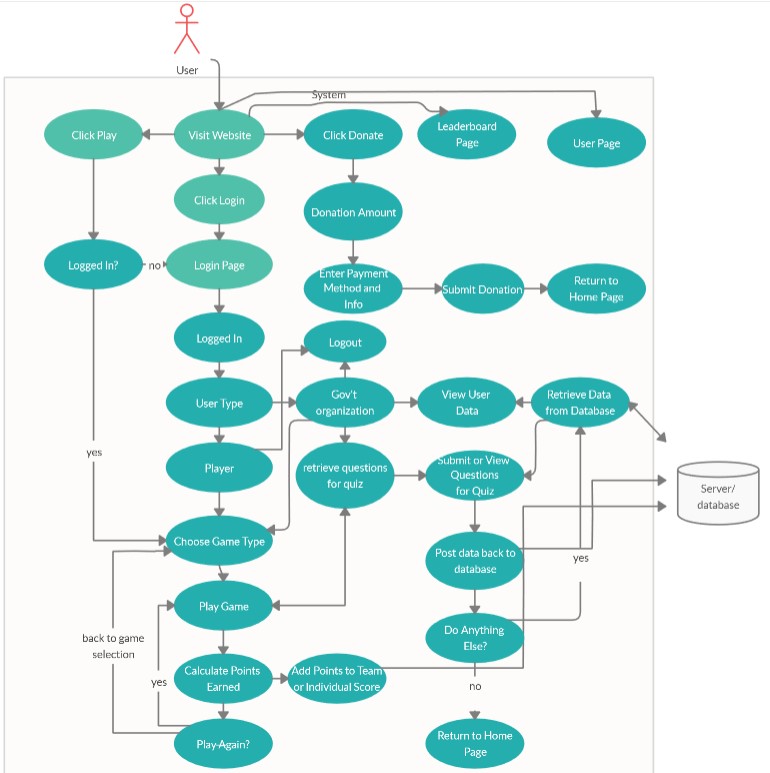 User
System
Click Play
Visit Website
Click Donate
Leaderboard
Page
User Page
Click Login
Donation Amount
Logged In?
no
Login Page
Enter Payment
Method and
Info
Submit Donation
Return to
Home Page
Logged In
Logout
User Type
Gov't
organization
View User
Data
Retrieve Data
from Database
yes
Player
retrieve questions
for quiz
Submit or View
Questions
for Quiz
Server/
database
Choose Game Type
Post data back to
database
yes
Play Game
back to game
selection
Do Anything
Else?
yes
Calculate Points
Earned
Add Points to Team
or Individual Score
no
Play Again?
Return to Home
Page